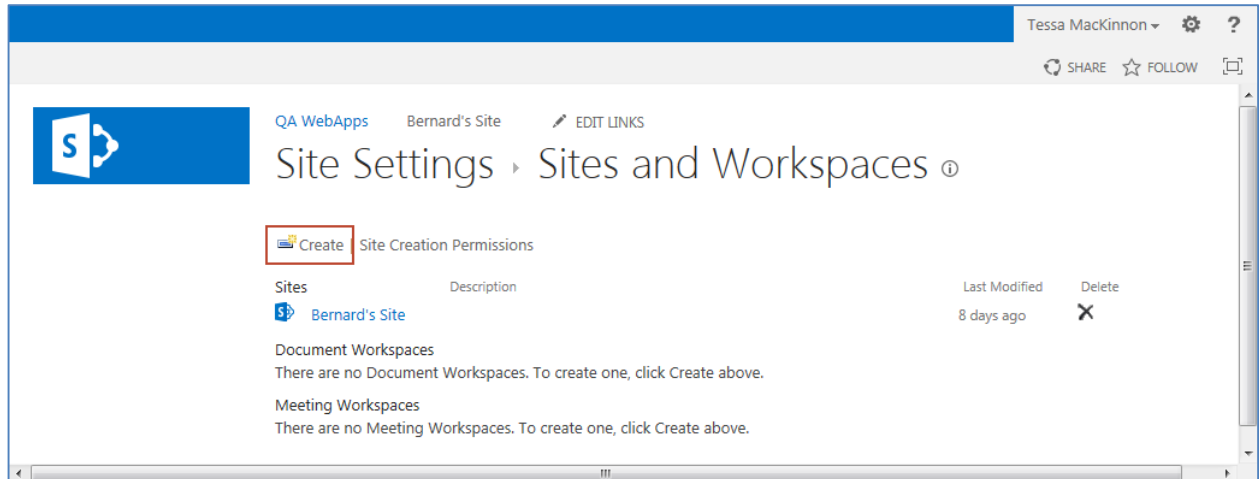 Tessa MacKinnon ?
SHARE FOLLOW
S
QA WebApps Bernard's Site EDIT LINKS
Site Settings Sites and Workspaces
Create | Site Creation Permissions
Sites Description Last Modified Delete
S Bernard's Site 8 days ago
Document Workspaces
There are no Document Workspaces. To create one, click Create above.
Meeting Workspaces
There are no Meeting Workspaces. To create one, click Create above.